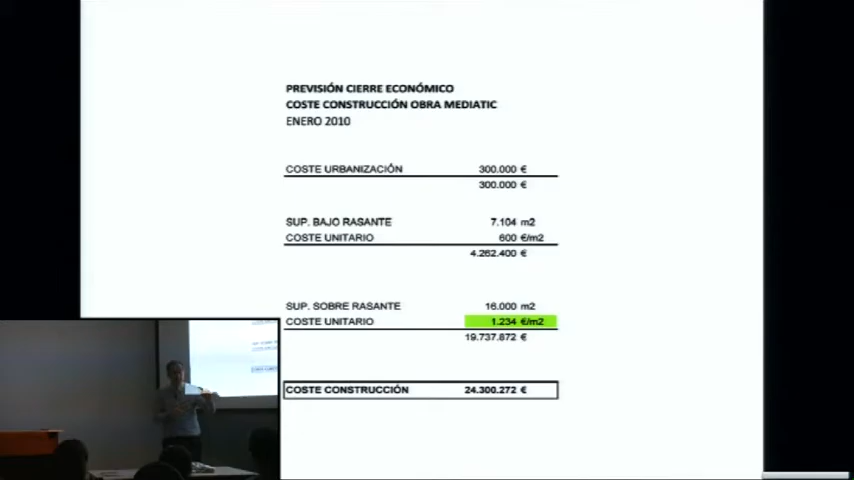 PREVISIÓN CIERRE ECONÓMICO
COSTE CONSTRUCCIÓN OBRA MEDIATIC
ENERO 2010
COSTE URBANIZACIÓN 300.000 €
300.000 €
SUP. BAJO RASANTE 7.104 m2
COSTE UNITARIO 600 €/m2
4.262.400 €
SUP. SOBRE RASANTE 16.000 m2
COSTE UNITARIO 1.234 €/m2
19.737.872 €
COSTE CONSTRUCCIÓN 24.300.272 €